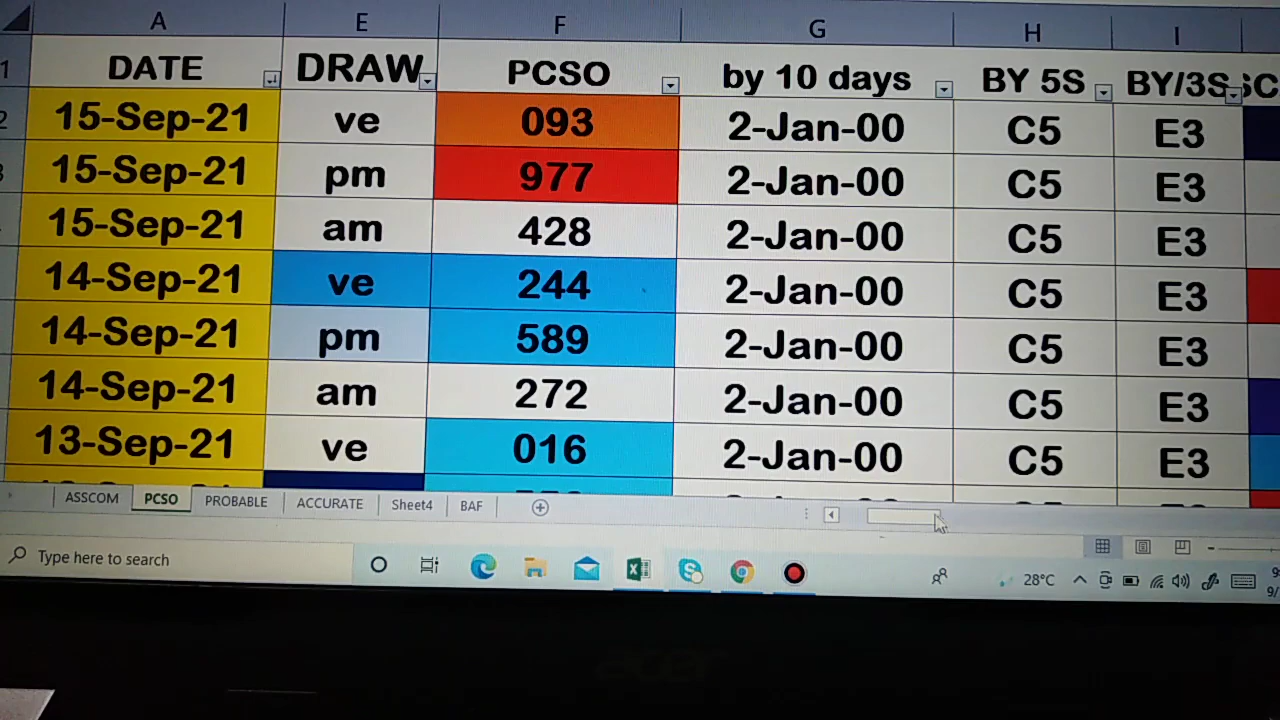 A E F G H I
1 DATE DRAW PCSO by 10 days BY 5S BY/3S
2 15-Sep-21 ve 093 2-Jan-00 C5 E3
3 15-Sep-21 pm 977 2-Jan-00 C5 E3
15-Sep-21 am 428 2-Jan-00 C5 E3
14-Sep-21 ve 244 2-Jan-00 C5 E3
14-Sep-21 pm 589 2-Jan-00 C5 E3
14-Sep-21 am 272 2-Jan-00 C5 E3
13-Sep-21 ve 016 2-Jan-00 C5 E3
ASSCOM PCSO PROBABLE ACCURATE Sheet4 BAF
Type here to search 28°C
acer